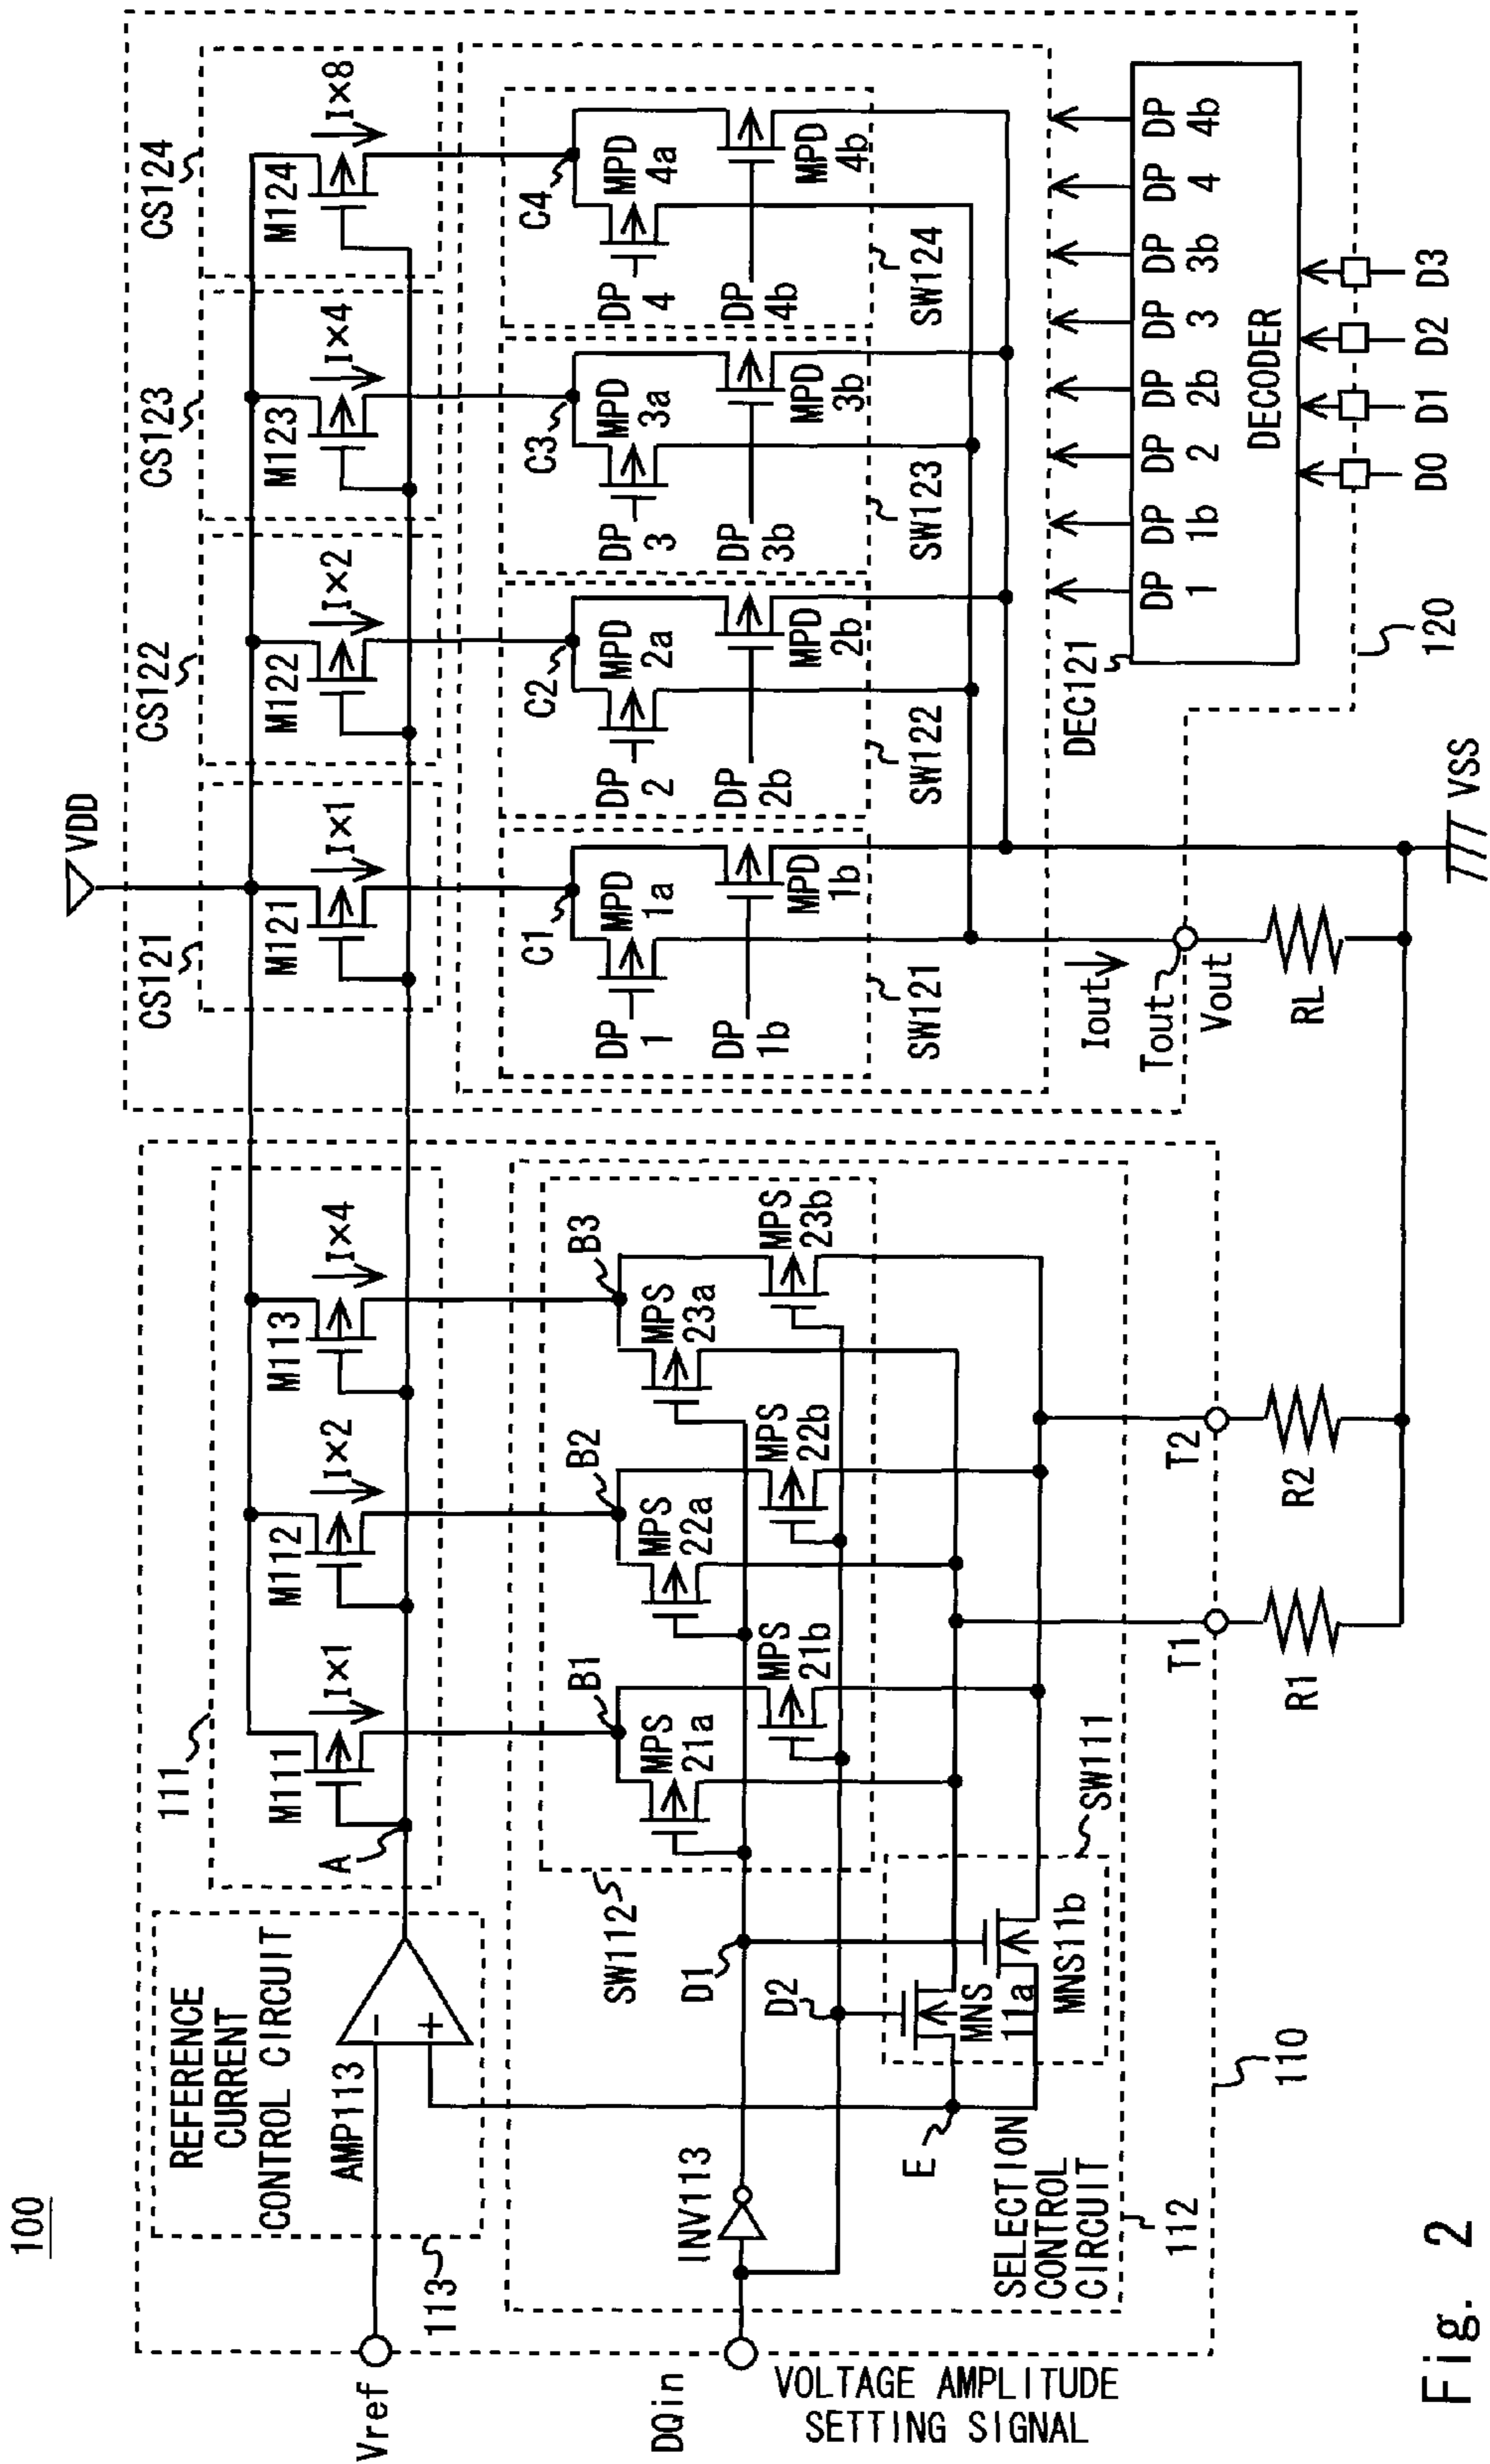 100
VDD
CS121
CS122
CS123
CS124
111
M111
I×1
M112
I×2
M113
I×4
M121
I×1
M122
I×2
M123
I×4
M124
I×8
A
REFERENCE
CURRENT
CONTROL CIRCUIT
AMP113
−
+
113
Vref
B1
B2
B3
MPS
21a
MPS
22a
MPS
23a
MPS
21b
MPS
22b
MPS
23b
SW112
D1
D2
INV113
DQin
VOLTAGE AMPLITUDE
SETTING SIGNAL
MNS
11a
MNS11b
SW111
E
SELECTION
CONTROL
CIRCUIT
112
110
T1
T2
R1
R2
C1
C2
C3
C4
MPD
1a
MPD
2a
MPD
3a
MPD
4a
DP
1
DP
2
DP
3
DP
4
MPD
1b
MPD
2b
MPD
3b
MPD
4b
DP
1b
DP
2b
DP
3b
DP
4b
SW121
SW122
SW123
SW124
Iout
Tout
Vout
RL
VSS
DEC121
DP
1
DP
1b
DP
2
DP
2b
DP
3
DP
3b
DP
4
DP
4b
DECODER
D0
D1
D2
D3
120
Fig. 2